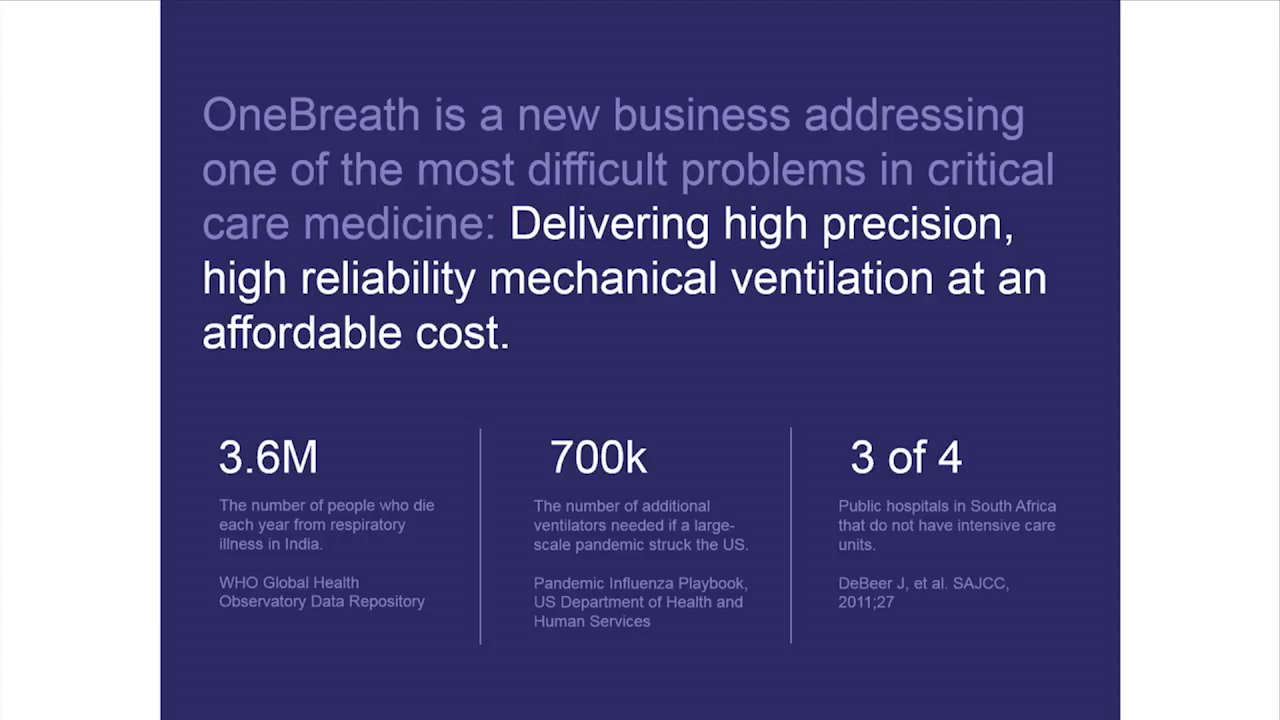 OneBreath is a new business addressing
one of the most difficult problems in critical
care medicine: Delivering high precision,
high reliability mechanical ventilation at an
affordable cost.
3.6M
The number of people who die
each year from respiratory
illness in India.
WHO Global Health
Observatory Data Repository
700k
The number of additional
ventilators needed if a large-
scale pandemic struck the US.
Pandemic Influenza Playbook,
US Department of Health and
Human Services
3 of 4
Public hospitals in South Africa
that do not have intensive care
units.
DeBeer J, et al. SAJCC,
2011;27